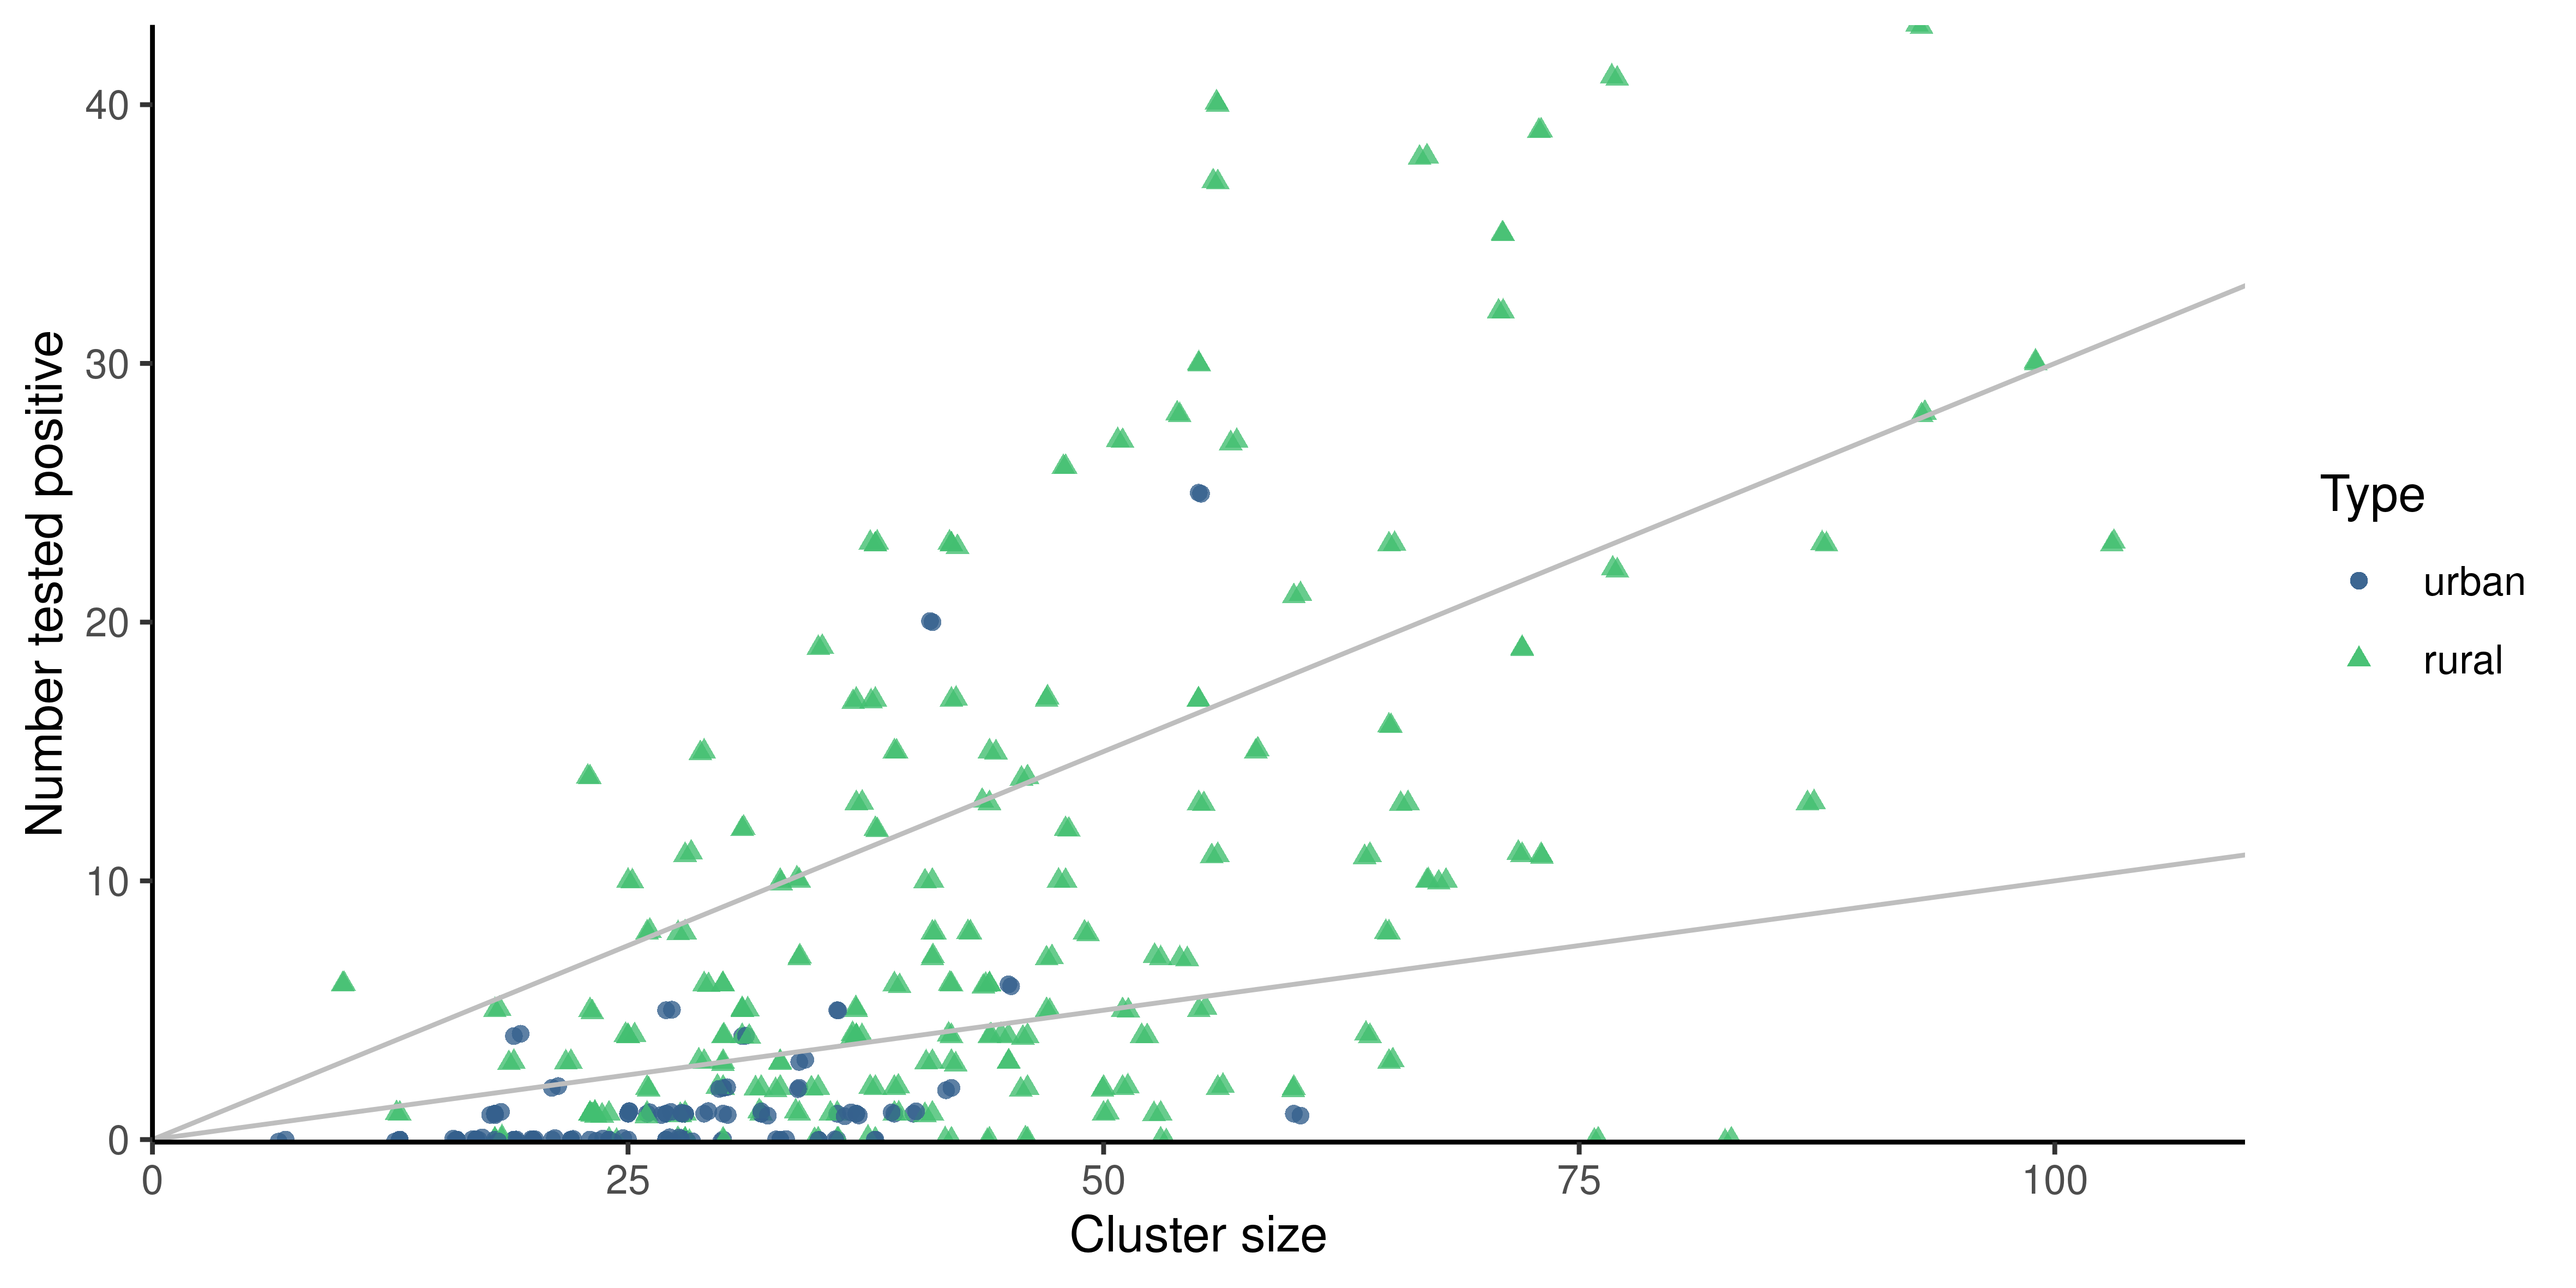 Number tested positive
40
30
20
10
0
0 25 50 75 100
Cluster size
Type
urban
rural